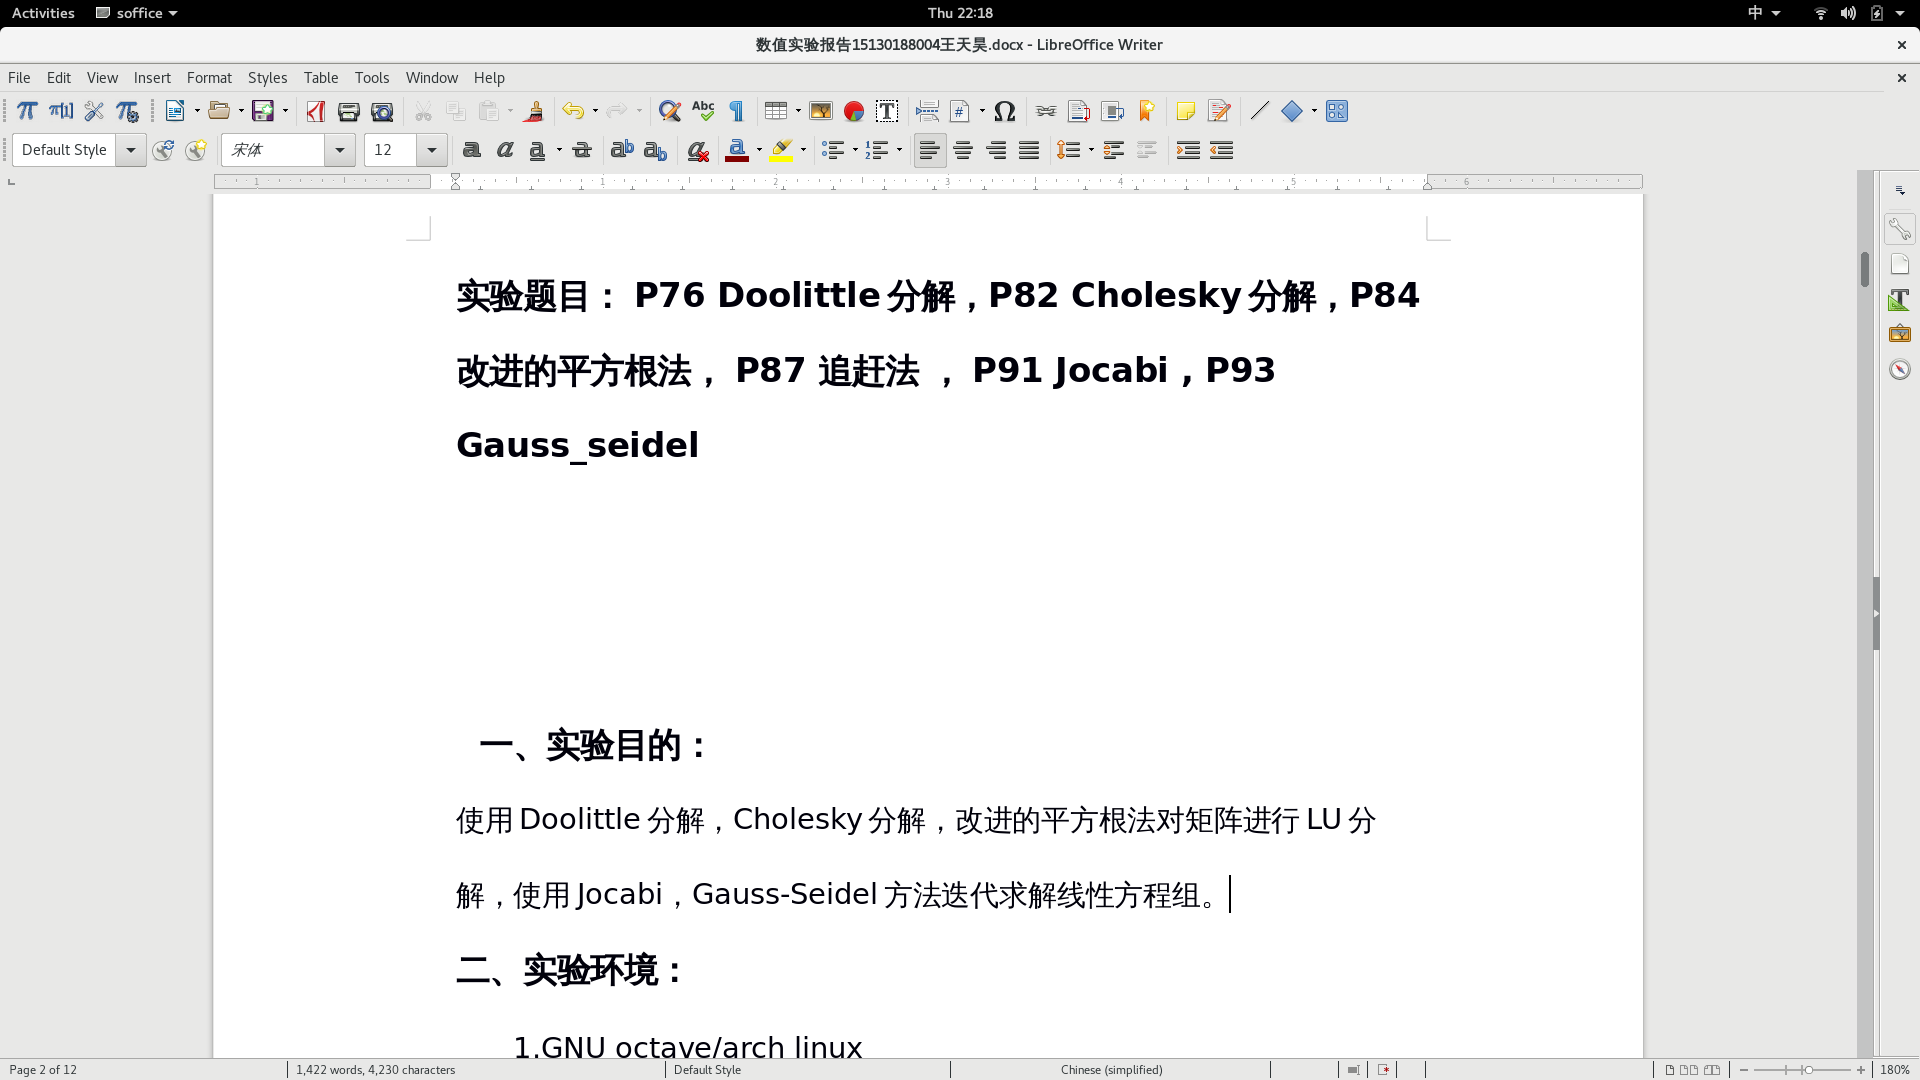 Activities soffice Thu 22:18 中
数值实验报告15130188004王天昊.docx - LibreOffice Writer
File Edit View Insert Format Styles Table Tools Window Help
Default Style 宋体 12
1 1 2 3 4 5 6
实验题目： P76 Doolittle 分解，P82 Cholesky 分解，P84
改进的平方根法， P87 追赶法 ， P91 Jocabi , P93
Gauss_seidel
一、实验目的：
使用 Doolittle 分解，Cholesky 分解，改进的平方根法对矩阵进行 LU 分
解，使用 Jocabi，Gauss-Seidel 方法迭代求解线性方程组。
二、实验环境：
1.GNU octave/arch linux
Page 2 of 12 1,422 words, 4,230 characters Default Style Chinese (simplified) 180%